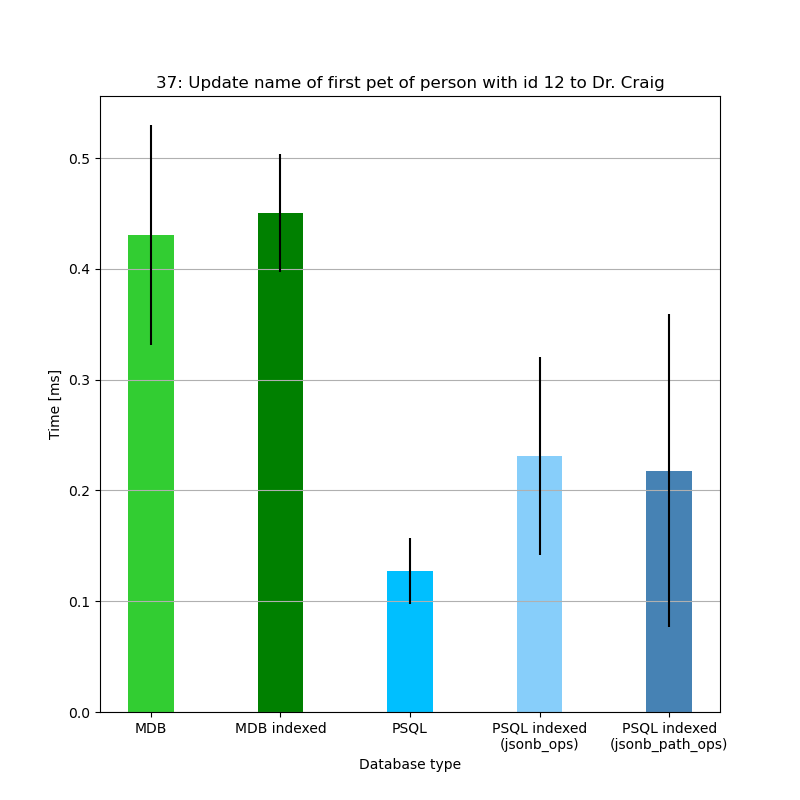 37: Update name of first pet of person with id 12 to Dr. Craig
Time [ms]
0.5
0.4
0.3
0.2
0.1
0.0
MDB
MDB indexed
PSQL
PSQL indexed
(jsonb_ops)
PSQL indexed
(jsonb_path_ops)
Database type